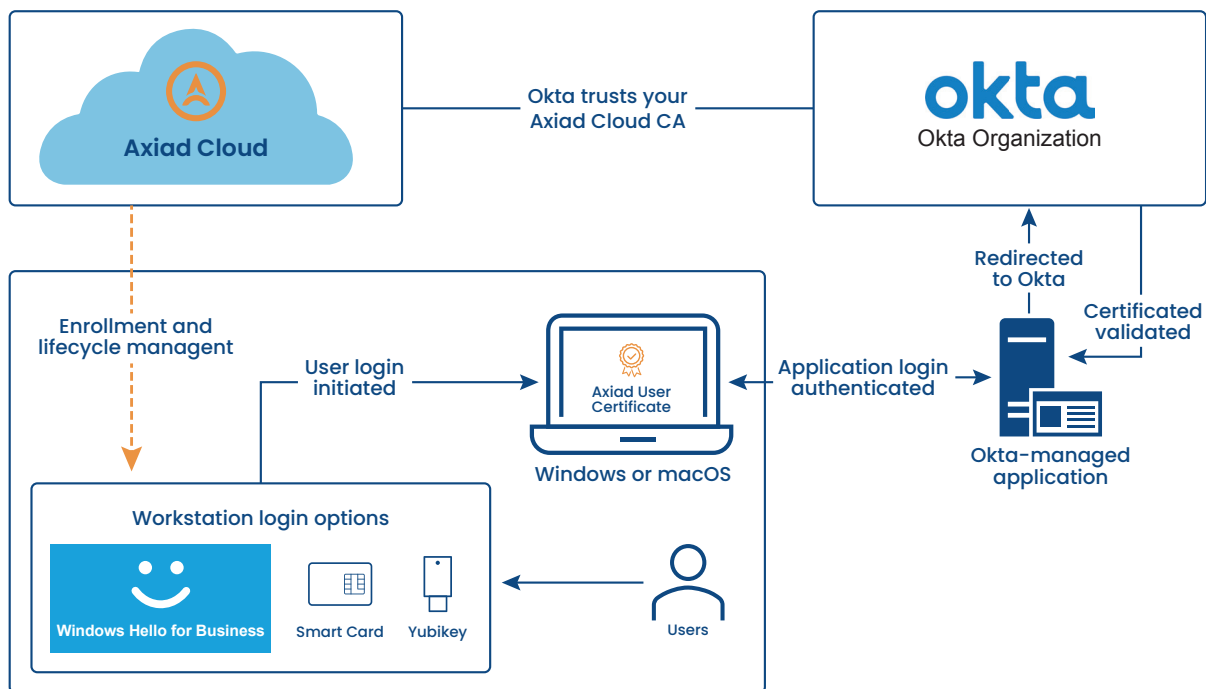 Axiad Cloud
Okta trusts your
Axiad Cloud CA
okta
Okta Organization
Enrollment and
lifecycle managent
User login
initiated
Axiad User
Certificate
Windows or macOS
Application login
authenticated
Redirected
to Okta
Certificated
validated
Okta-managed
application
Workstation login options
Windows Hello for Business
Smart Card
Yubikey
Users